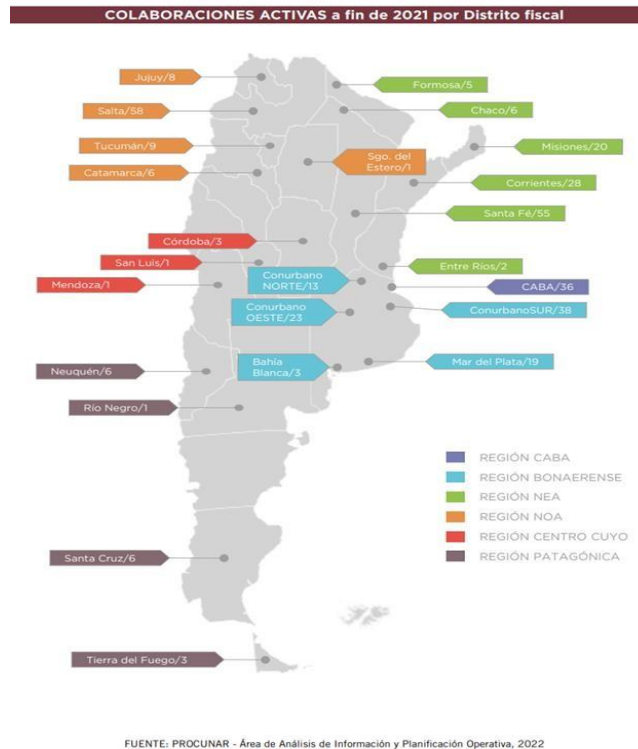 COLABORACIONES ACTIVAS a fin de 2021 por Distrito fiscal
Jujuy/8
Formosa/5
Salta/58
Chaco/6
Tucumán/9
Misiones/20
Sgo. del
Estero/1
Catamarca/6
Corrientes/28
Santa Fé/55
Córdoba/3
San Luis/1
Entre Ríos/2
Mendoza/1
Conurbano
NORTE/13
CABA/36
Conurbano
OESTE/23
ConurbanoSUR/38
Bahía
Blanca/3
Mar del Plata/19
Neuquén/6
Río Negro/1
REGIÓN CABA
REGIÓN BONAERENSE
REGIÓN NEA
REGIÓN NOA
REGIÓN CENTRO CUYO
REGIÓN PATAGÓNICA
Santa Cruz/6
Tierra del Fuego/3
FUENTE: PROCUNAR - Área de Análisis de Información y Planificación Operativa, 2022